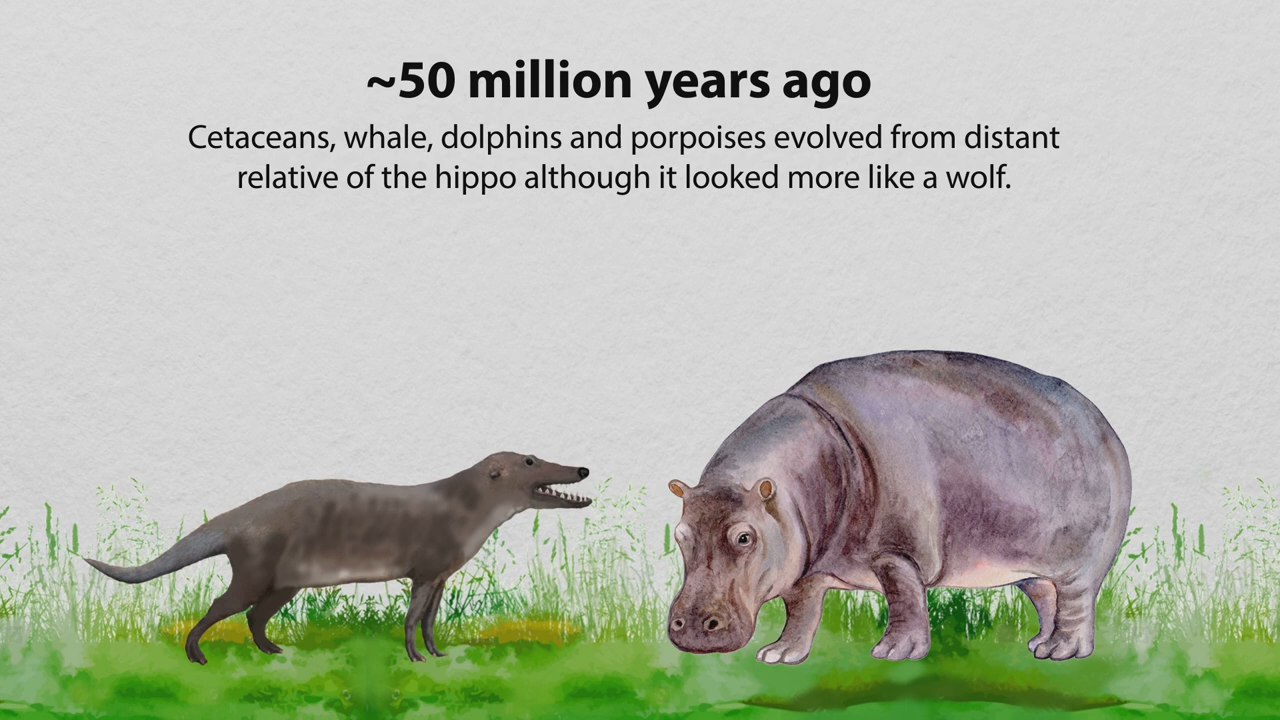 ~50 million years ago
Cetaceans, whale, dolphins and porpoises evolved from distant
relative of the hippo although it looked more like a wolf.